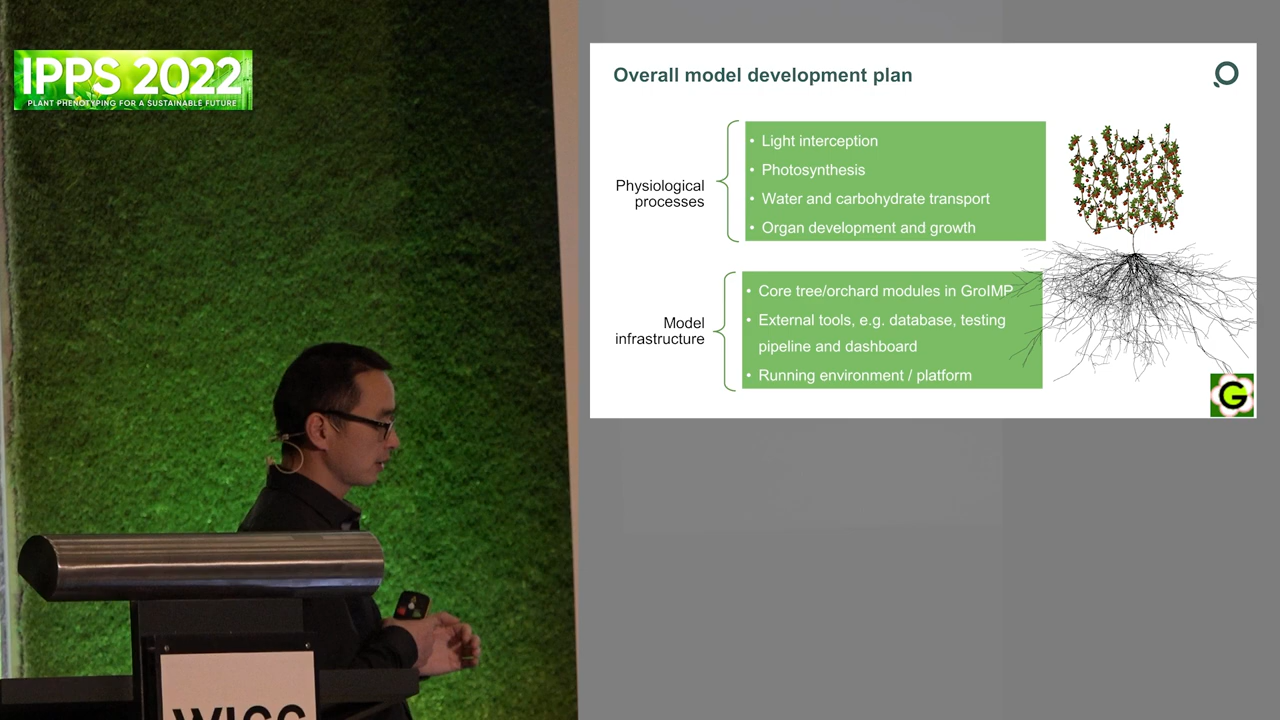 IPPS 2022
PLANT PHENOTYPING FOR A SUSTAINABLE FUTURE
Overall model development plan
Physiological
processes
• Light interception
• Photosynthesis
• Water and carbohydrate transport
• Organ development and growth
Model
infrastructure
• Core tree/orchard modules in GroIMP
• External tools, e.g. database, testing
pipeline and dashboard
• Running environment / platform
G